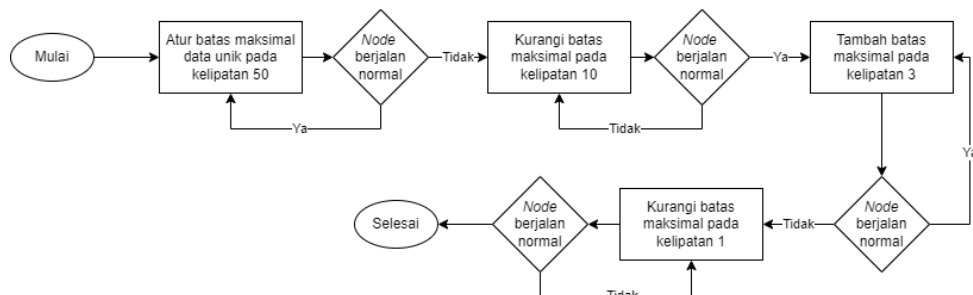 Mulai
Atur batas maksimal
data unik pada
kelipatan 50
Node
berjalan
normal
Ya
Tidak
Kurangi batas
maksimal pada
kelipatan 10
Node
berjalan
normal
Tidak
Ya
Tambah batas
maksimal pada
kelipatan 3
Ya
Node
berjalan
normal
Tidak
Kurangi batas
maksimal pada
kelipatan 1
Node
berjalan
normal
Tidak
Selesai